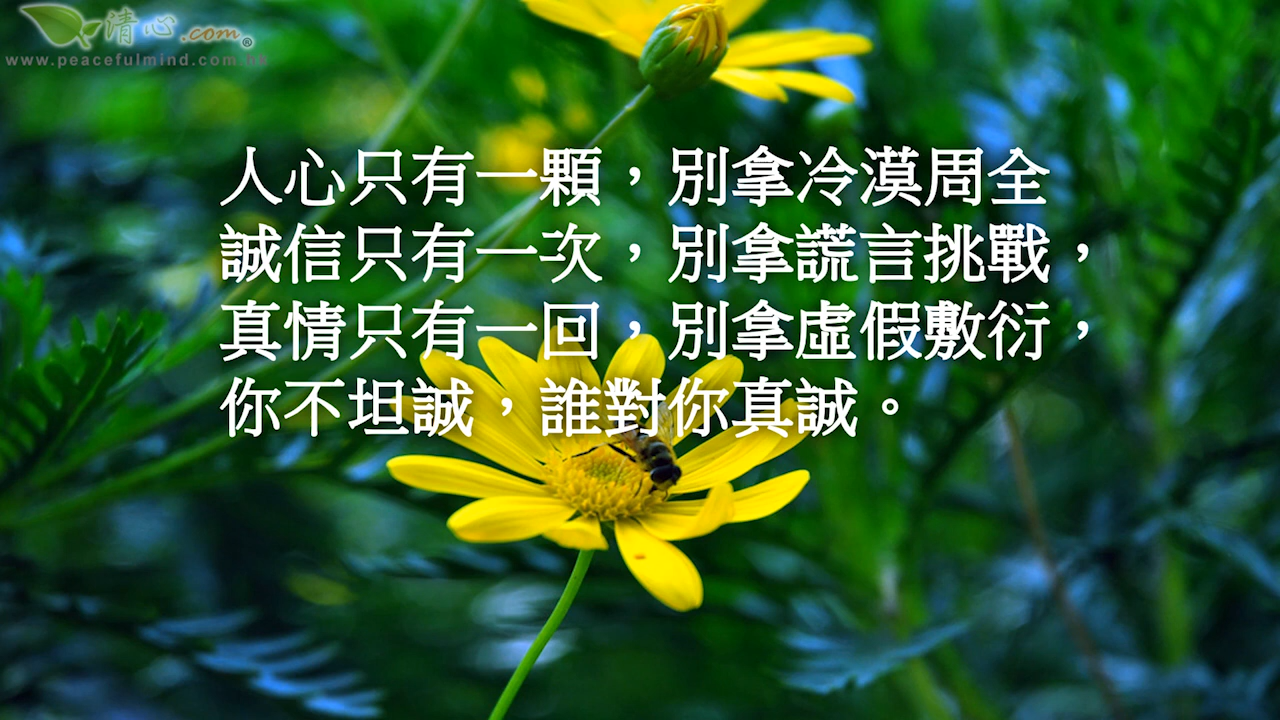 清心.com®
www.peacefulmind.com.tw
人心只有一顆，別拿冷漠周全
誠信只有一次，別拿謊言挑戰，
真情只有一回，別拿虛假敷衍，
你不坦誠，誰對你真誠。